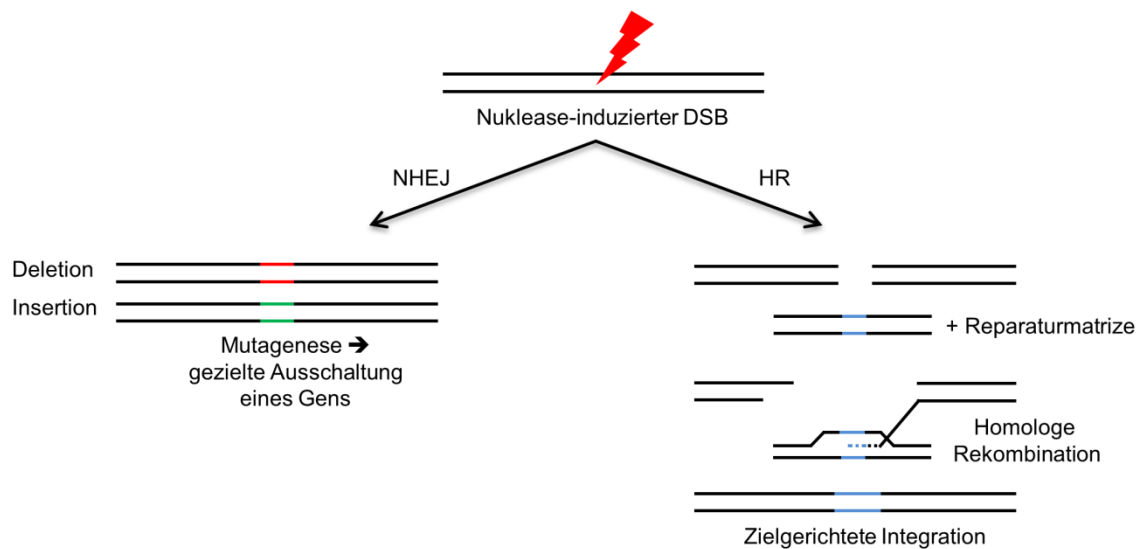 Nuklease-induzierter DSB
NHEJ
HR
Deletion
Insertion
Mutagenese ➔
gezielte Ausschaltung
eines Gens
+ Reparaturmatrize
Homologe
Rekombination
Zielgerichtete Integration